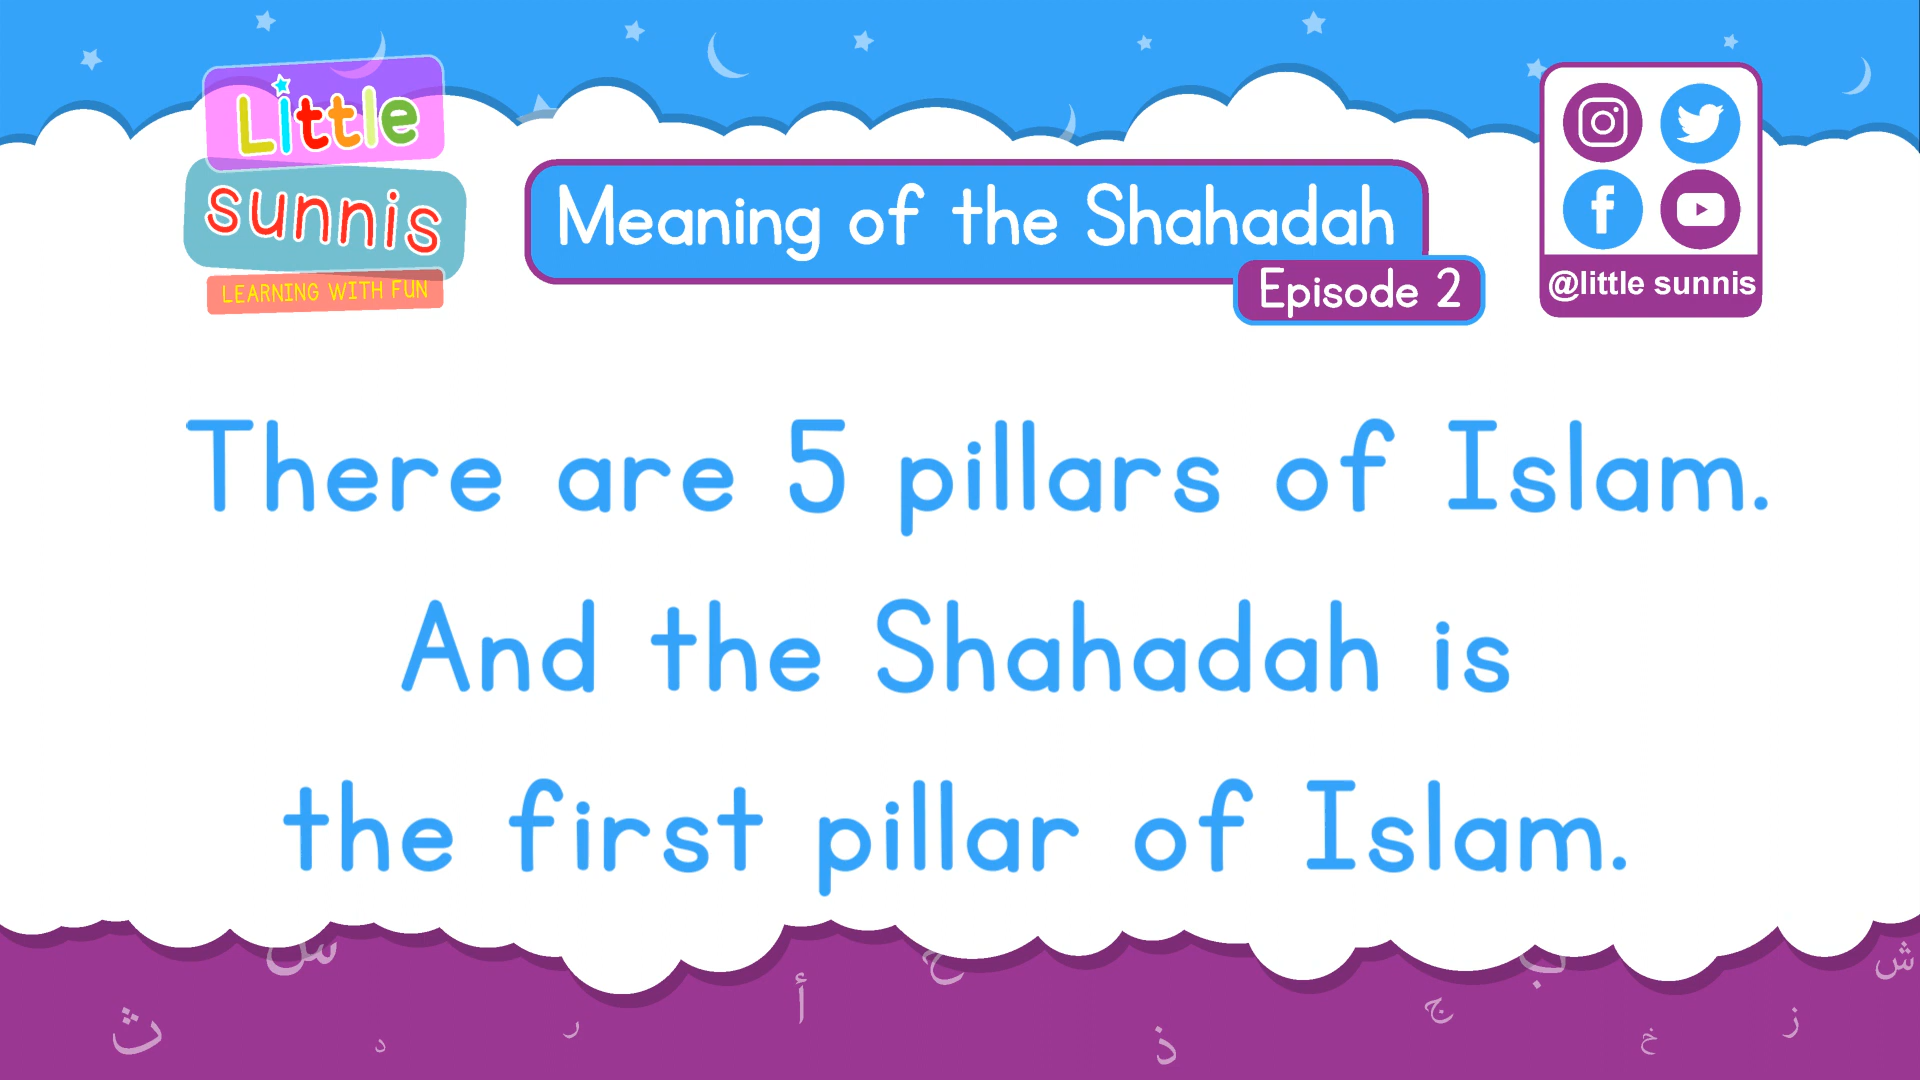 Little
sunnis
LEARNING WITH FUN
Meaning of the Shahadah
Episode 2
@little sunnis
There are 5 pillars of Islam.
And the Shahadah is
the first pillar of Islam.
س
ح
ب
ش
ث
د
ر
أ
ذ
ج
خ
ز